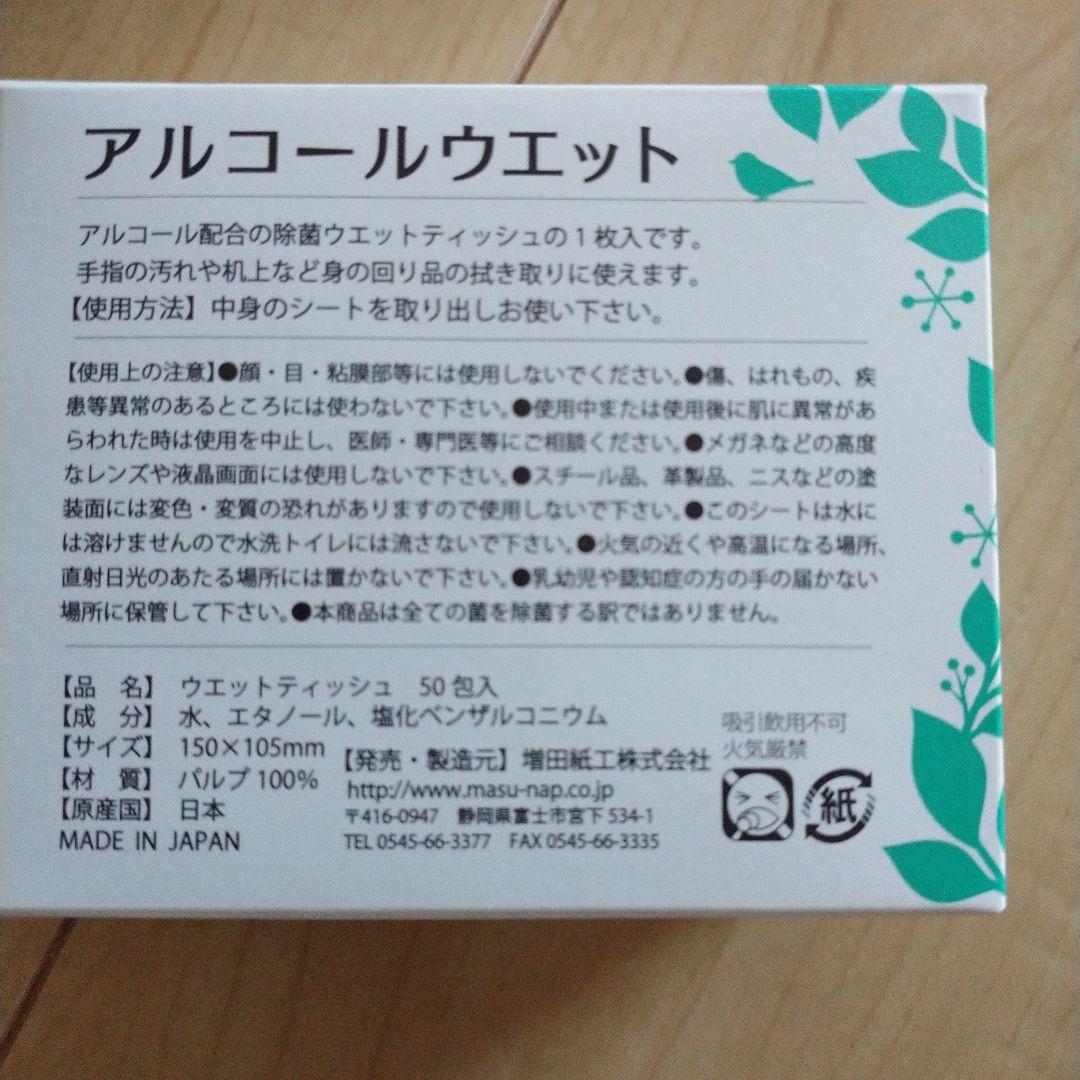 アルコールウエット
アルコール配合の除菌ウエットティッシュの1枚入です。
手指の汚れや机上など身の回り品の拭き取りに使えます。
【使用方法】中身のシートを取り出しお使い下さい。
【使用上の注意】●顔・目・粘膜部等には使用しないでください。●傷、はれもの、疾
患等異常のあるところには使わないで下さい。●使用中または使用後に肌に異常があ
らわれた時は使用を中止し、医師・専門医等にご相談ください。●メガネなどの高度
なレンズや液晶画面には使用しないで下さい。●スチール品、革製品、ニスなどの塗
装面には変色・変質の恐れがありますので使用しないで下さい。●このシートは水に
は溶けませんので水洗トイレには流さないで下さい。●火気の近くや高温になる場所、
直射日光のあたる場所には置かないで下さい。●乳幼児や認知症の方の手の届かない
場所に保管して下さい。●本商品は全ての菌を除菌する訳ではありません。
【品　名】 ウエットティッシュ　50包入
【成　分】 水、エタノール、塩化ベンザルコニウム
【サイズ】 150×105mm
【材　質】 パルプ100%
【原産国】 日本
MADE IN JAPAN
【発売・製造元】増田紙工株式会社
http://www.masu-nap.co.jp
〒416-0947　静岡県富士市宮下534-1
TEL 0545-66-3377　FAX 0545-66-3335
吸引飲用不可
火気厳禁
紙